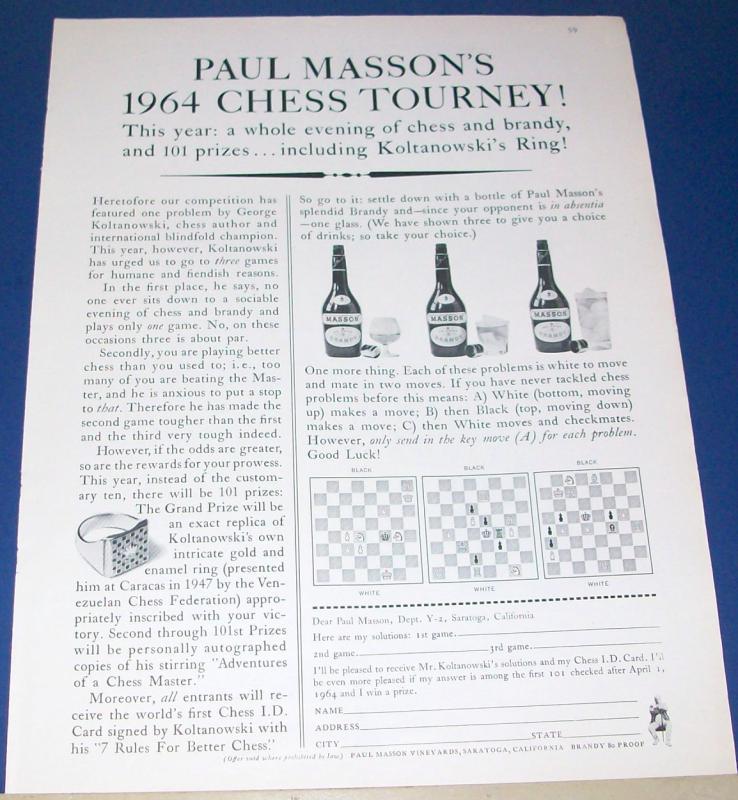 59
PAUL MASSON'S
1964 CHESS TOURNEY!
This year: a whole evening of chess and brandy,
and 101 prizes... including Koltanowski's Ring!
Heretofore our competition has
featured one problem by George
Koltanowski, chess author and
international blindfold champion.
This year, however, Koltanowski
has urged us to go to three games
for humane and fiendish reasons.
In the first place, he says, no
one ever sits down to a sociable
evening of chess and brandy and
plays only one game. No, on these
occasions three is about par.
Secondly, you are playing better
chess than you used to; i.e., too
many of you are beating the Mas-
ter, and he is anxious to put a stop
to that. Therefore he has made the
second game tougher than the first
and the third very tough indeed.
However, if the odds are greater,
so are the rewards for your prowess.
This year, instead of the custom-
ary ten, there will be 101 prizes:
The Grand Prize will be
an exact replica of
Koltanowski's own
intricate gold and
enamel ring (presented
him at Caracas in 1947 by the Ven-
ezuelan Chess Federation) appro-
priately inscribed with your vic-
tory. Second through 101st Prizes
will be personally autographed
copies of his stirring "Adventures
of a Chess Master."
Moreover, all entrants will re-
ceive the world's first Chess I.D.
Card signed by Koltanowski with
his "7 Rules For Better Chess."
So go to it: settle down with a bottle of Paul Masson's
splendid Brandy and—since your opponent is in absentia
—one glass. (We have shown three to give you a choice
of drinks; so take your choice.)
MASSON
BRANDY
MASSON
BRANDY
MASSON
BRANDY
One more thing. Each of these problems is white to move
and mate in two moves. If you have never tackled chess
problems before this means: A) White (bottom, moving
up) makes a move; B) then Black (top, moving down)
makes a move; C) then White moves and checkmates.
However, only send in the key move (A) for each problem.
Good Luck!
BLACK
BLACK
BLACK
WHITE
WHITE
WHITE
Dear Paul Masson, Dept. Y-2, Saratoga, California
Here are my solutions: 1st game
2nd game 3rd game
I'll be pleased to receive Mr. Koltanowski's solutions and my Chess I.D. Card. I'll
be even more pleased if my answer is among the first 101 checked after April 1,
1964 and I win a prize.
NAME
ADDRESS
CITY STATE
(Offer void where prohibited by law) PAUL MASSON VINEYARDS, SARATOGA, CALIFORNIA BRANDY 80 PROOF